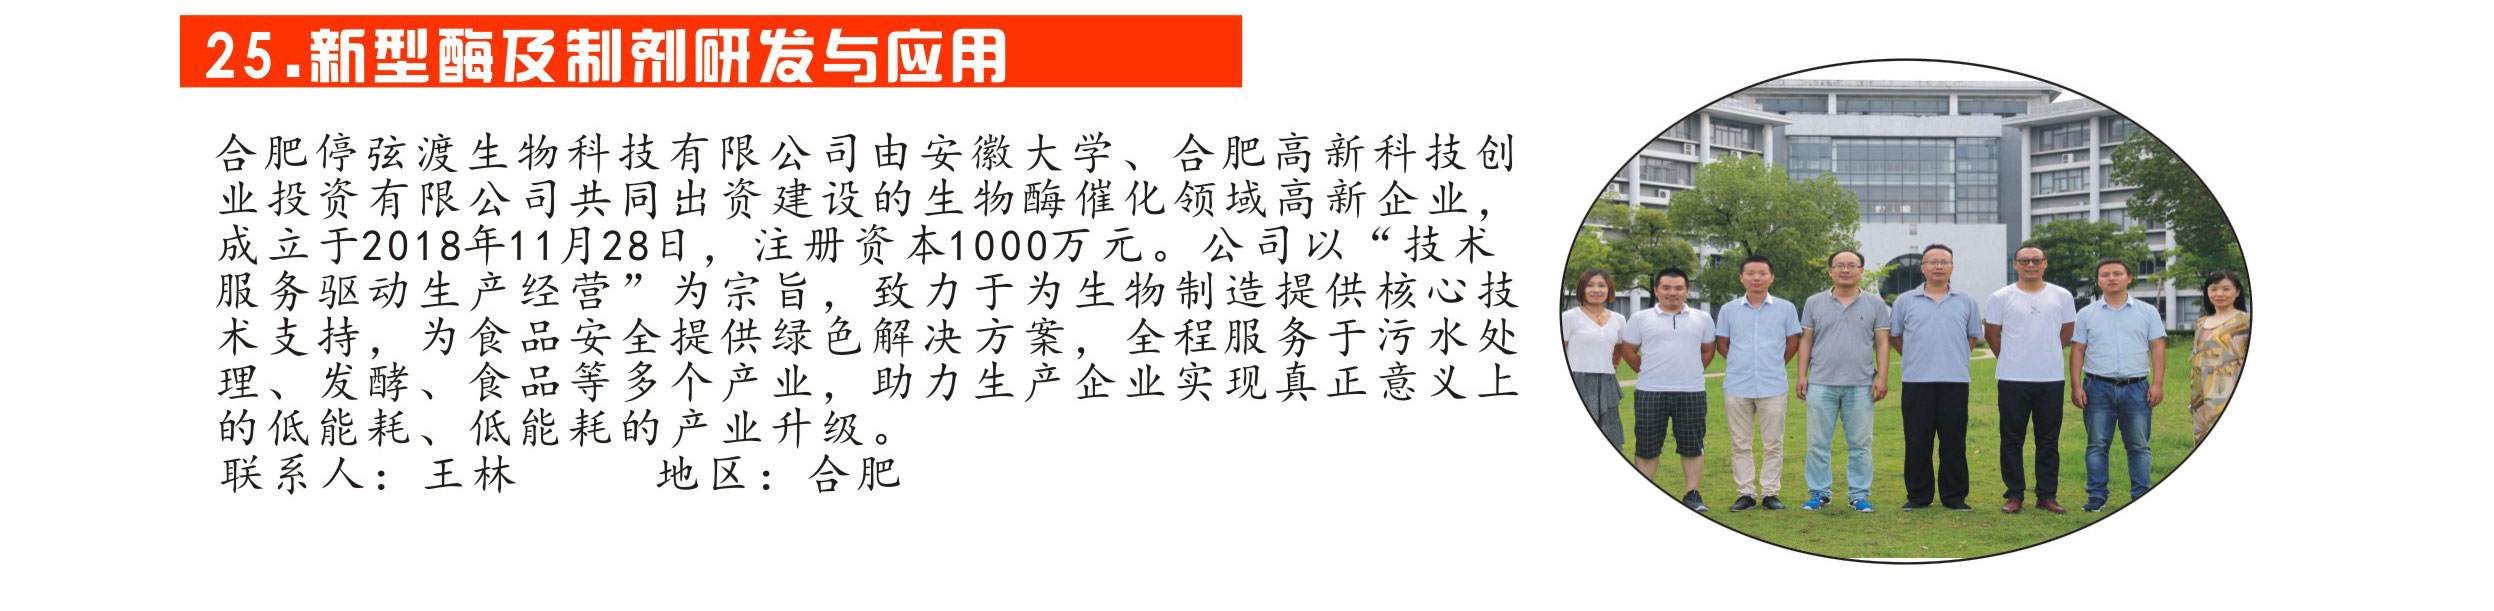 25.新型酶及制剂研发与应用
合肥停弦渡生物科技有限公司由安徽大学、合肥高新科技创
业投资有限公司共同出资建设的生物酶催化领域高新企业，
成立于2018年11月28日，注册资本1000万元。公司以“技术
服务驱动生产经营”为宗旨，致力于为生物制造提供核心技
术支持，为食品安全提供绿色解决方案，全程服务于污水处
理、发酵、食品等多个产业，助力生产企业实现真正意义上
的低能耗、低能耗的产业升级。
联系人：王林 地区：合肥